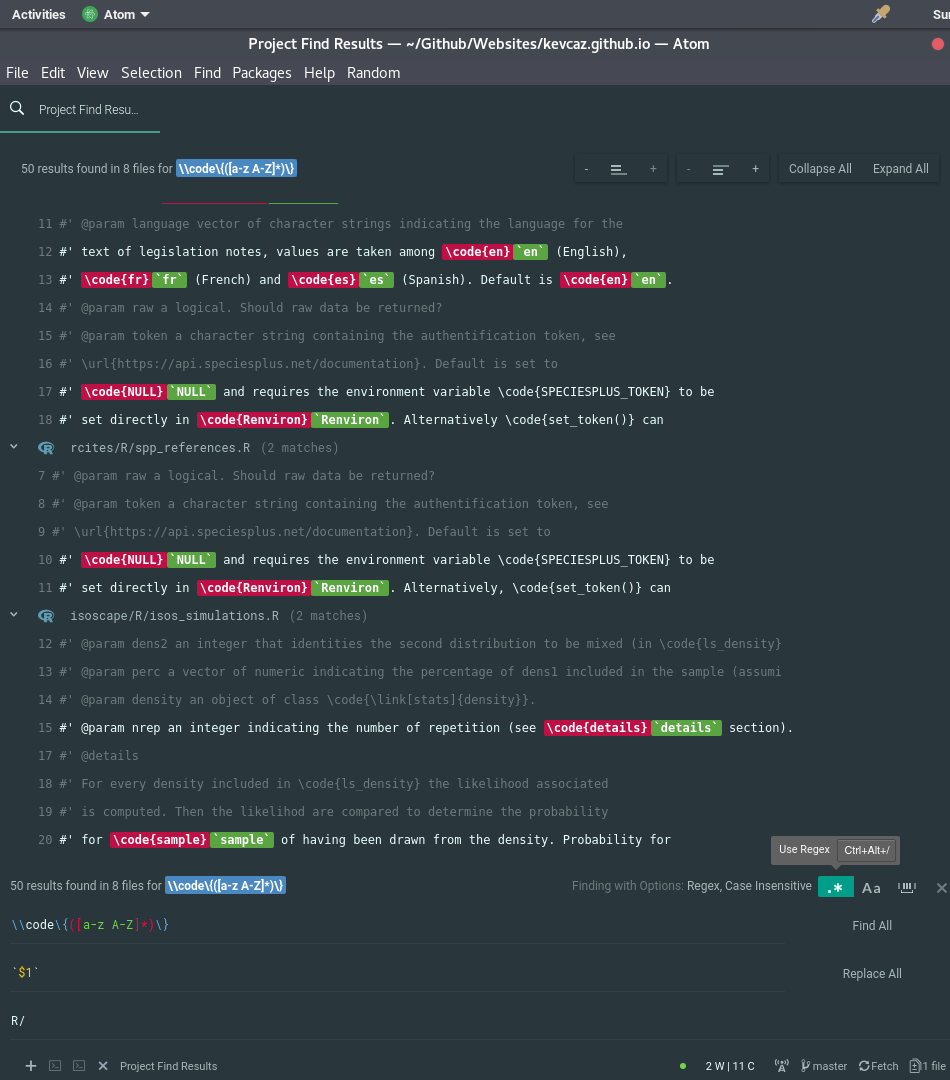 Activities Atom Sur
Project Find Results — ~/Github/Websites/kevcaz.github.io — Atom
File Edit View Selection Find Packages Help Random
Project Find Resu...
50 results found in 8 files for \\code\{([a-z A-Z]*)\} - + - + Collapse All Expand All
11 #' @param language vector of character strings indicating the language for the
12 #' text of legislation notes, values are taken among \code{en}`en` (English),
13 #' \code{fr}`fr` (French) and \code{es}`es` (Spanish). Default is \code{en}`en`.
14 #' @param raw a logical. Should raw data be returned?
15 #' @param token a character string containing the authentification token, see
16 #' \url{https://api.speciesplus.net/documentation}. Default is set to
17 #' \code{NULL}`NULL` and requires the environment variable \code{SPECIESPLUS_TOKEN} to be
18 #' set directly in \code{Renviron}`Renviron`. Alternatively \code{set_token()} can
rcites/R/spp_references.R (2 matches)
7 #' @param raw a logical. Should raw data be returned?
8 #' @param token a character string containing the authentification token, see
9 #' \url{https://api.speciesplus.net/documentation}. Default is set to
10 #' \code{NULL}`NULL` and requires the environment variable \code{SPECIESPLUS_TOKEN} to be
11 #' set directly in \code{Renviron}`Renviron`. Alternatively, \code{set_token()} can
isoscape/R/isos_simulations.R (2 matches)
12 #' @param dens2 an integer that identities the second distribution to be mixed (in \code{ls_density}
13 #' @param perc a vector of numeric indicating the percentage of dens1 included in the sample (assumi
14 #' @param density an object of class \code{\link[stats]{density}}.
15 #' @param nrep an integer indicating the number of repetition (see \code{details}`details` section).
17 #' @details
18 #' For every density included in \code{ls_density} the likelihood associated
19 #' is computed. Then the likelihod are compared to determine the probability
20 #' for \code{sample}`sample` of having been drawn from the density. Probability for
Use Regex Ctrl+Alt+/
50 results found in 8 files for \\code\{([a-z A-Z]*)\} Finding with Options: Regex, Case Insensitive .* Aa
\\code\{([a-z A-Z]*)\} Find All
`$1` Replace All
R/
Project Find Results 2 W | 11 C master Fetch 1 file